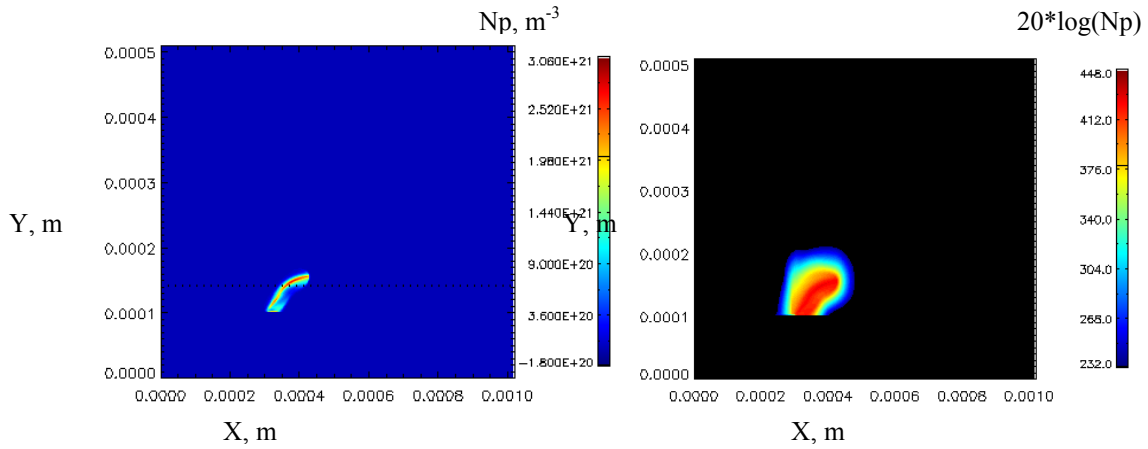 Np, m-3
20*log(Np)
0.0005
0.0004
0.0003
0.0002
0.0001
0.0000
0.0000 0.0002 0.0004 0.0006 0.0008 0.0010
Y, m
X, m
3.060E+21
2.520E+21
1.980E+21
1.440E+21
9.000E+20
3.600E+20
-1.800E+20
0.0005
0.0004
0.0003
0.0002
0.0001
0.0000
0.0000 0.0002 0.0004 0.0006 0.0008 0.0010
Y, m
X, m
448.0
412.0
376.0
340.0
304.0
268.0
232.0